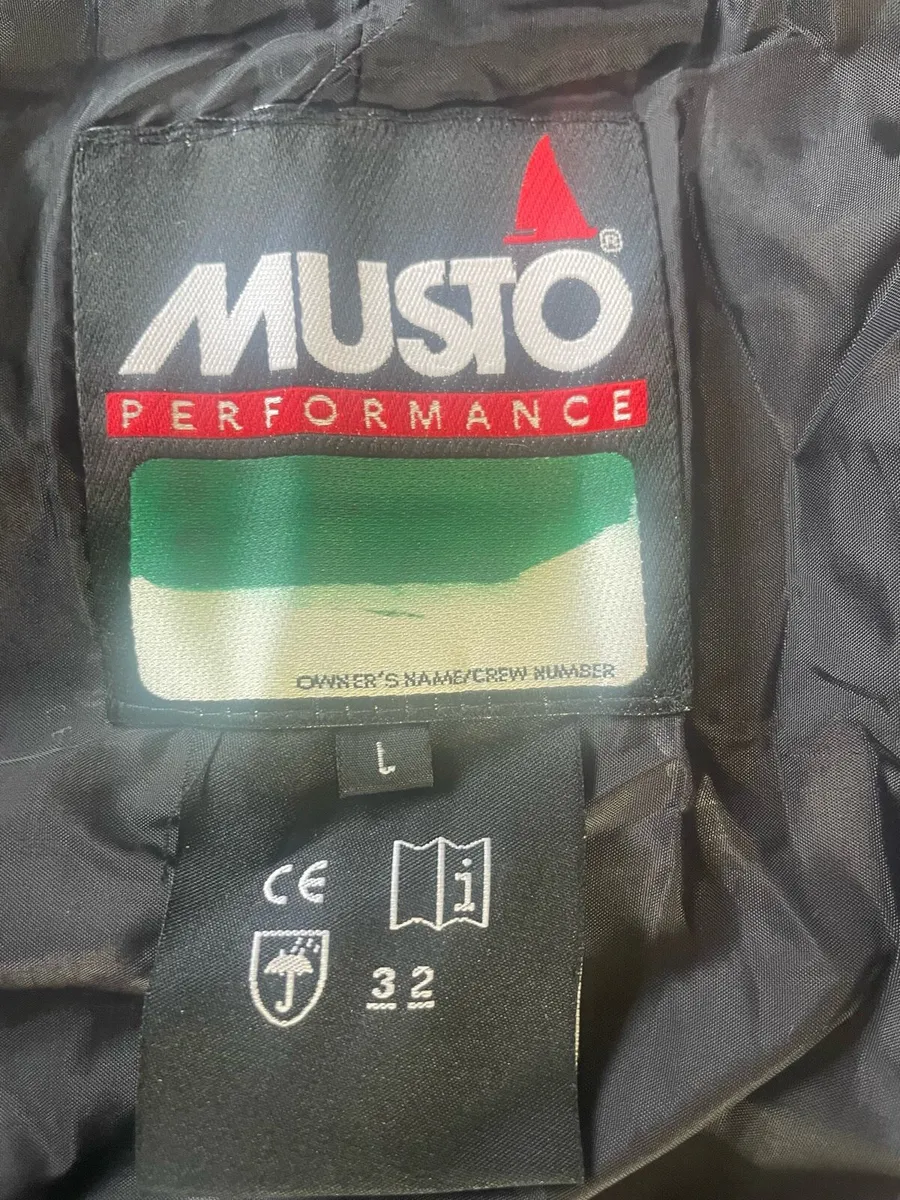 MUSTO®
PERFORMANCE
OWNER'S NAME/CREW NUMBER
L
CE
i
3 2